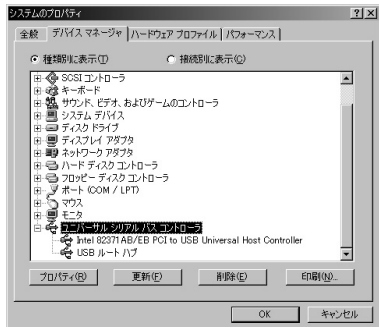 システムのプロパティ
全般 デバイス マネージャ ハードウェア プロファイル パフォーマンス
種類別に表示(T) 接続別に表示(C)
SCSI コントローラ
キーボード
サウンド、ビデオ、およびゲームのコントローラ
システム デバイス
ディスク ドライブ
ディスプレイ アダプタ
ネットワーク アダプタ
ハード ディスク コントローラ
フロッピー ディスク コントローラ
ポート (COM / LPT)
マウス
モニタ
ユニバーサル シリアル バス コントローラ
Intel 82371AB/EB PCI to USB Universal Host Controller
USB ルート ハブ
プロパティ(R) 更新(F) 削除(E) 印刷(N)...
OK キャンセル